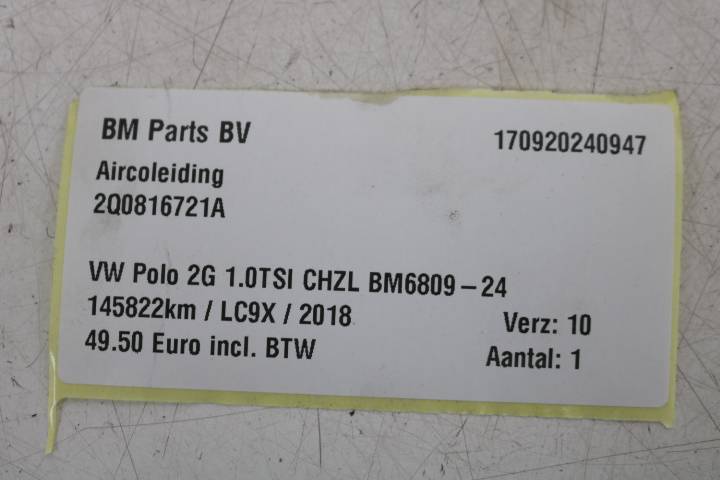 BM Parts BV 170920240947
Aircoleiding
2Q0816721A
VW Polo 2G 1.0TSI CHZL BM6809-24
145822km / LC9X / 2018 Verz: 10
49.50 Euro incl. BTW Aantal: 1